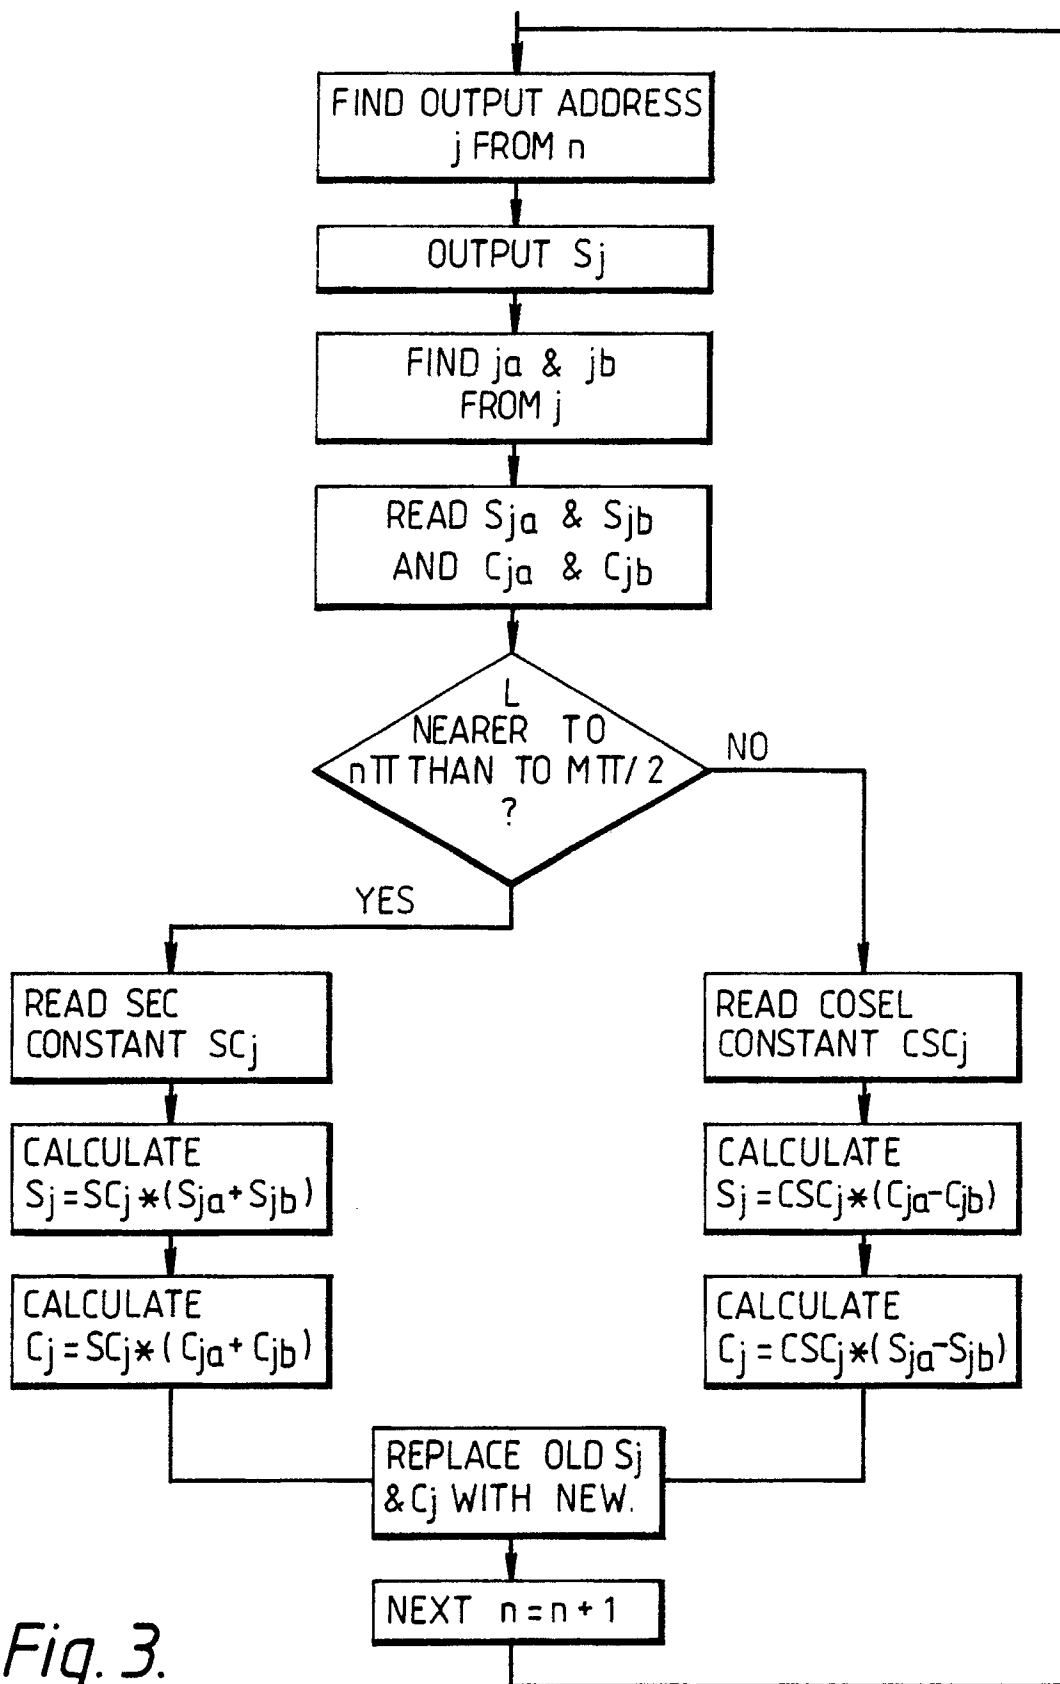 FIND OUTPUT ADDRESS
j FROM n
OUTPUT Sj
FIND ja & jb
FROM j
READ Sja & Sjb
AND Cja & Cjb
L
NEARER TO
nπ THAN TO Mπ/2
?
NO
YES
READ SEC
CONSTANT SCj
READ COSEL
CONSTANT CSCj
CALCULATE
Sj=SCj*(Sja+Sjb)
CALCULATE
Sj=CSCj*(Cja-Cjb)
CALCULATE
Cj=SCj*(Cja+Cjb)
CALCULATE
Cj=CSCj*(Sja-Sjb)
REPLACE OLD Sj
&Cj WITH NEW.
NEXT n=n+1
Fig. 3.